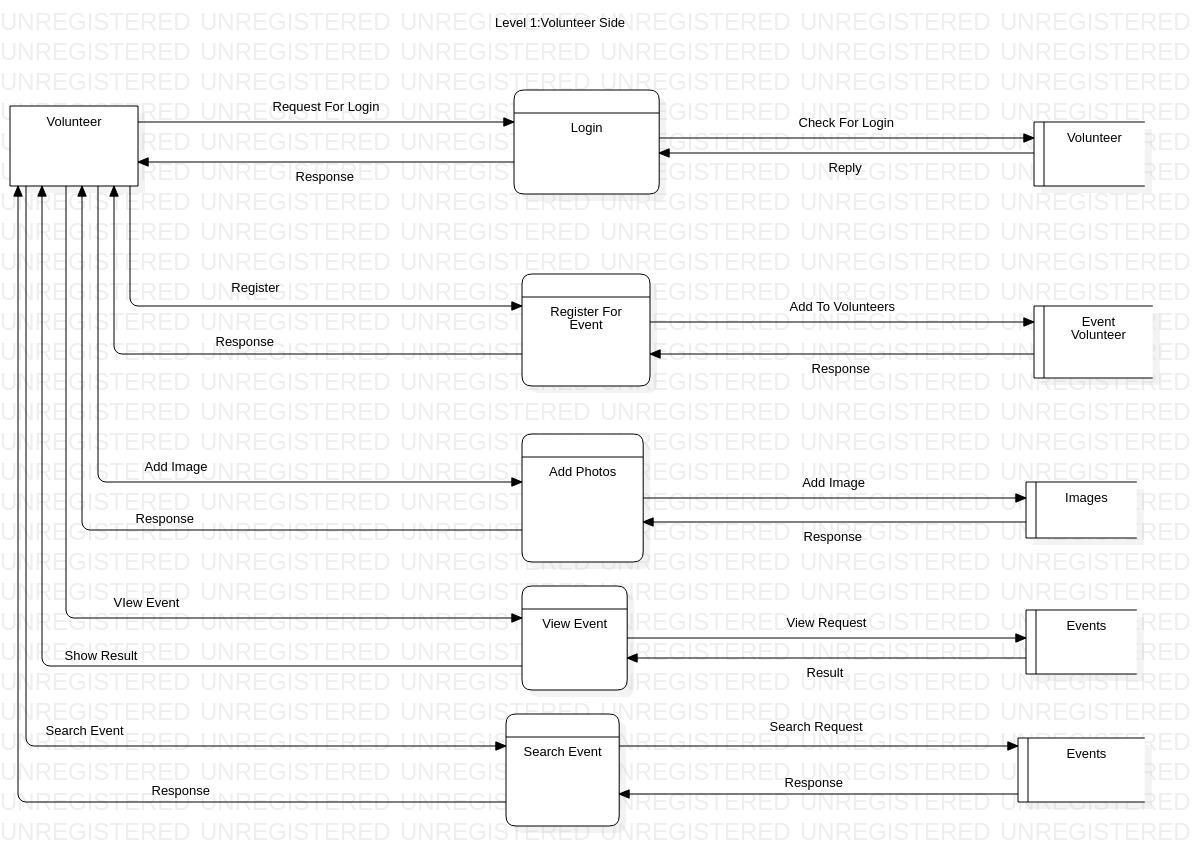 Level 1:Volunteer Side
Volunteer
Request For Login
Response
Login
Check For Login
Reply
Volunteer
Register
Response
Register For
Event
Add To Volunteers
Response
Event
Volunteer
Add Image
Response
Add Photos
Add Image
Response
Images
VIew Event
Show Result
View Event
View Request
Result
Events
Search Event
Response
Search Event
Search Request
Response
Events
UNREGISTERED